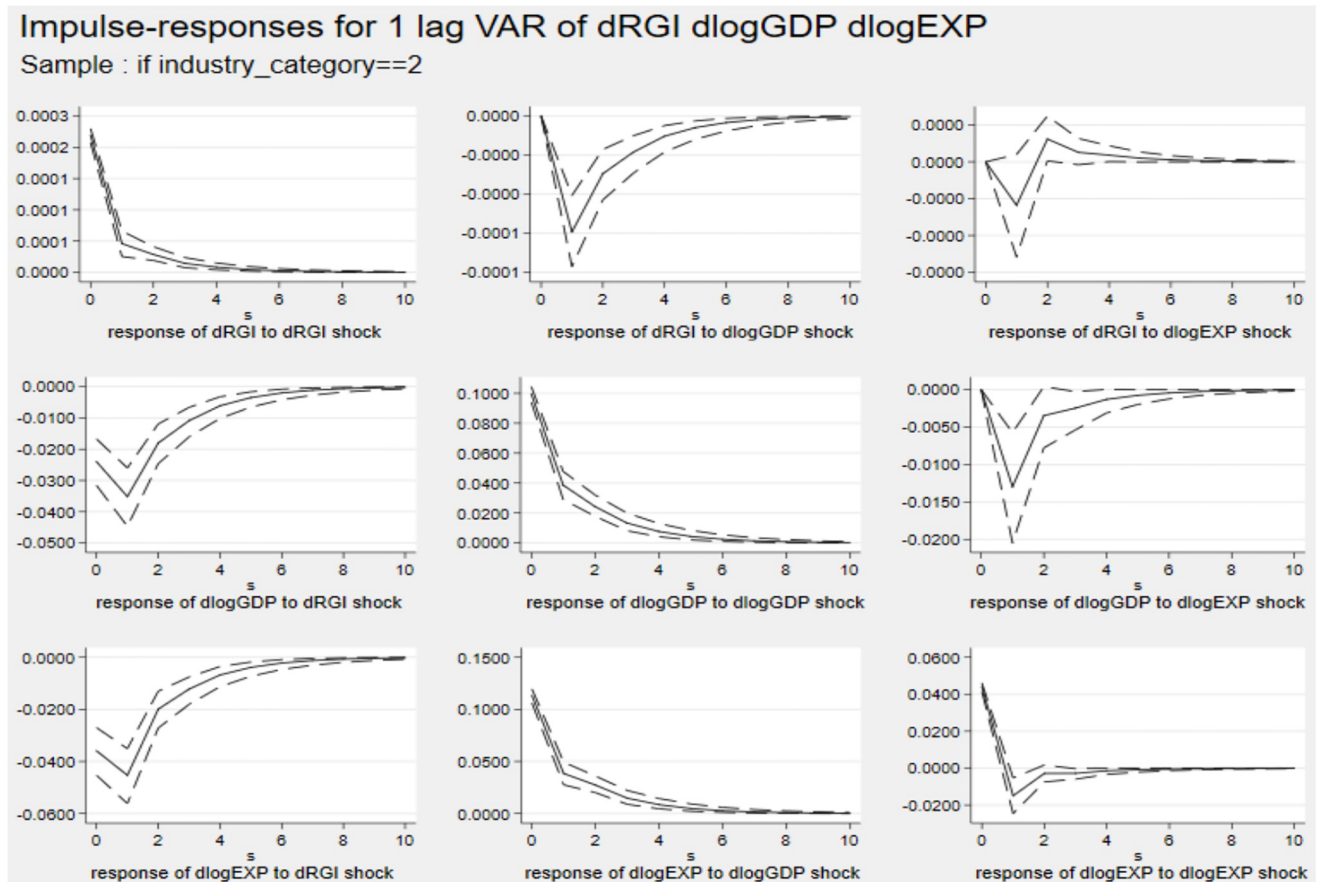 Impulse-responses for 1 lag VAR of dRGI dlogGDP dlogEXP
Sample : if industry_category==2
0.0003
0.0002
0.0001
0.0001
0.0001
0.0000
0 2 4 6 8 10
s
response of dRGI to dRGI shock
0.0000
-0.0000
-0.0000
-0.0001
-0.0001
0 2 4 6 8 10
s
response of dRGI to dlogGDP shock
0.0000
0.0000
-0.0000
-0.0000
-0.0000
0 2 4 6 8 10
s
response of dRGI to dlogEXP shock
0.0000
-0.0100
-0.0200
-0.0300
-0.0400
-0.0500
0 2 4 6 8 10
s
response of dlogGDP to dRGI shock
0.1000
0.0800
0.0600
0.0400
0.0200
0.0000
0 2 4 6 8 10
s
response of dlogGDP to dlogGDP shock
0.0000
-0.0050
-0.0100
-0.0150
-0.0200
0 2 4 6 8 10
s
response of dlogGDP to dlogEXP shock
0.0000
-0.0200
-0.0400
-0.0600
0 2 4 6 8 10
s
response of dlogEXP to dRGI shock
0.1500
0.1000
0.0500
0.0000
0 2 4 6 8 10
s
response of dlogEXP to dlogGDP shock
0.0600
0.0400
0.0200
0.0000
-0.0200
0 2 4 6 8 10
s
response of dlogEXP to dlogEXP shock